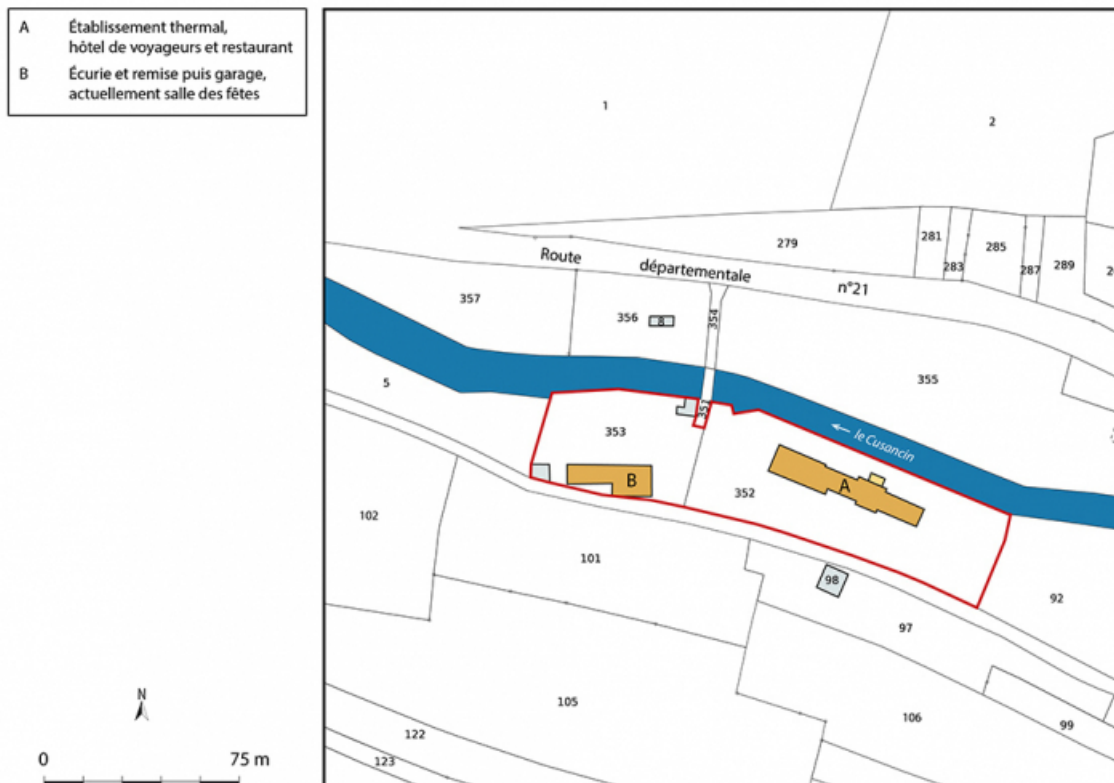 A Établissement thermal,
hôtel de voyageurs et restaurant
B Écurie et remise puis garage,
actuellement salle des fêtes
1
2
279
281
283
285
287
289
Route départementale n°21
357
356
8
354
355
5
353
351
le Cusancin
B
352
A
102
101
98
92
97
105
106
99
122
123
N
0 75 m